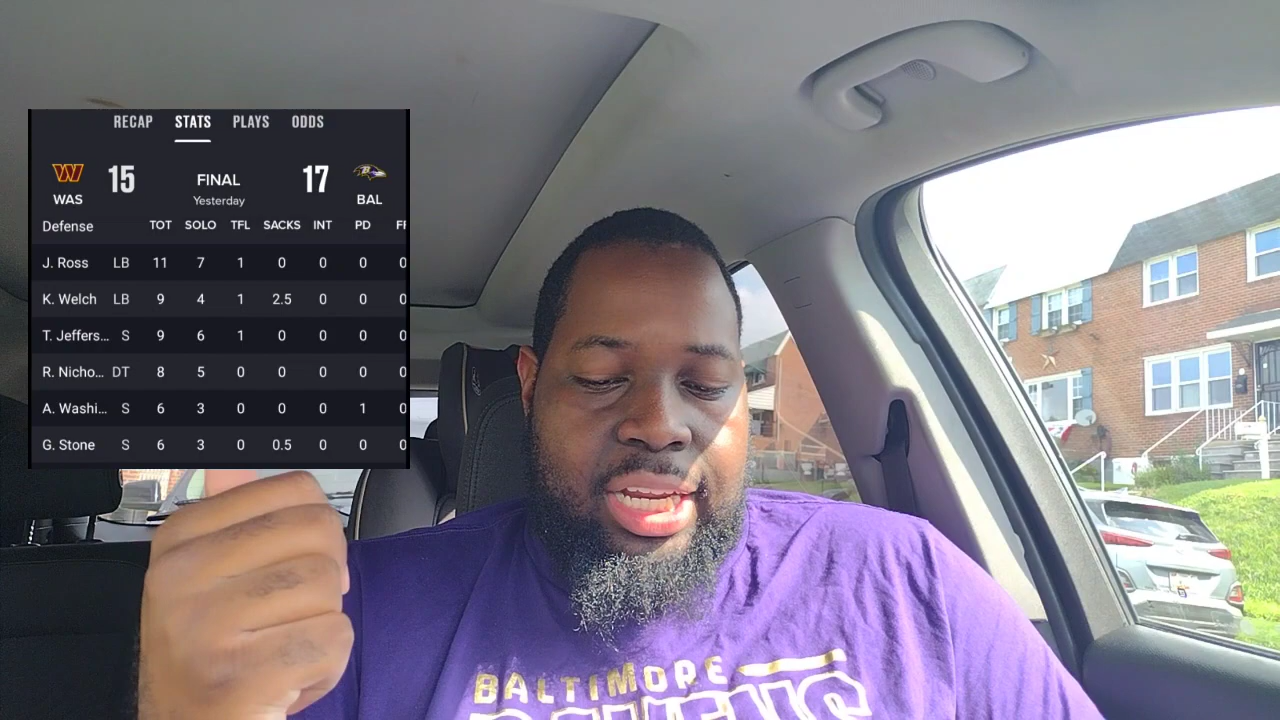 RECAP STATS PLAYS ODDS
15 FINAL 17
WAS Yesterday BAL
Defense TOT SOLO TFL SACKS INT PD
J. Ross LB 11 7 1 0 0 0 0
K. Welch LB 9 4 1 2.5 0 0 0
T. Jeffers... S 9 6 1 0 0 0 0
R. Nicho... DT 8 5 0 0 0 0 0
A. Washi... S 6 3 0 0 0 1 0
G. Stone S 6 3 0 0.5 0 0 0
BALTIMORE
RAVENS